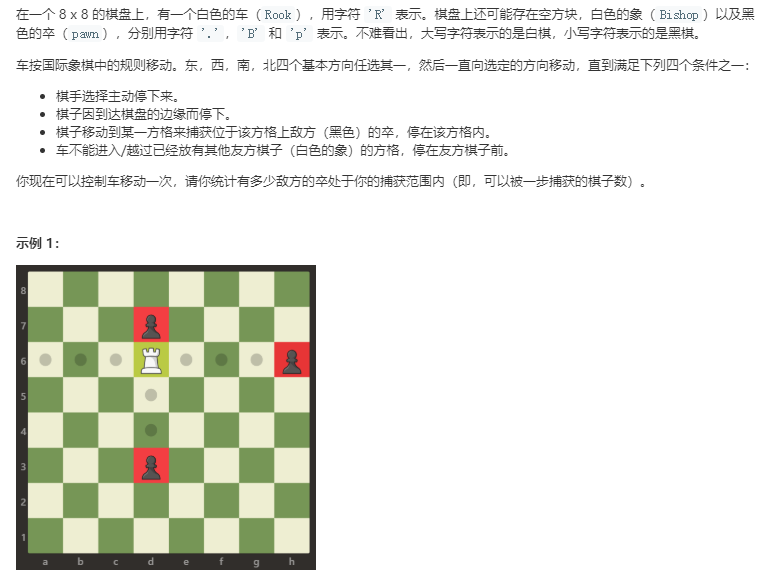 在一个 8 x 8 的棋盘上，有一个白色的车（Rook），用字符 'R' 表示。棋盘上还可能存在空方块，白色的象（Bishop）以及黑
色的卒（pawn），分别用字符 '.'，'B' 和 'p' 表示。不难看出，大写字符表示的是白棋，小写字符表示的是黑棋。
车按国际象棋中的规则移动。东，西，南，北四个基本方向任选其一，然后一直向选定的方向移动，直到满足下列四个条件之一：
• 棋手选择主动停下来。
• 棋子因到达棋盘的边缘而停下。
• 棋子移动到某一方格来捕获位于该方格上敌方（黑色）的卒，停在该方格内。
• 车不能进入/越过已经放有其他友方棋子（白色的象）的方格，停在友方棋子前。
你现在可以控制车移动一次，请你统计有多少敌方的卒处于你的捕获范围内（即，可以被一步捕获的棋子数）。
示例 1：
8
7
6
5
4
3
2
1
a b c d e f g h